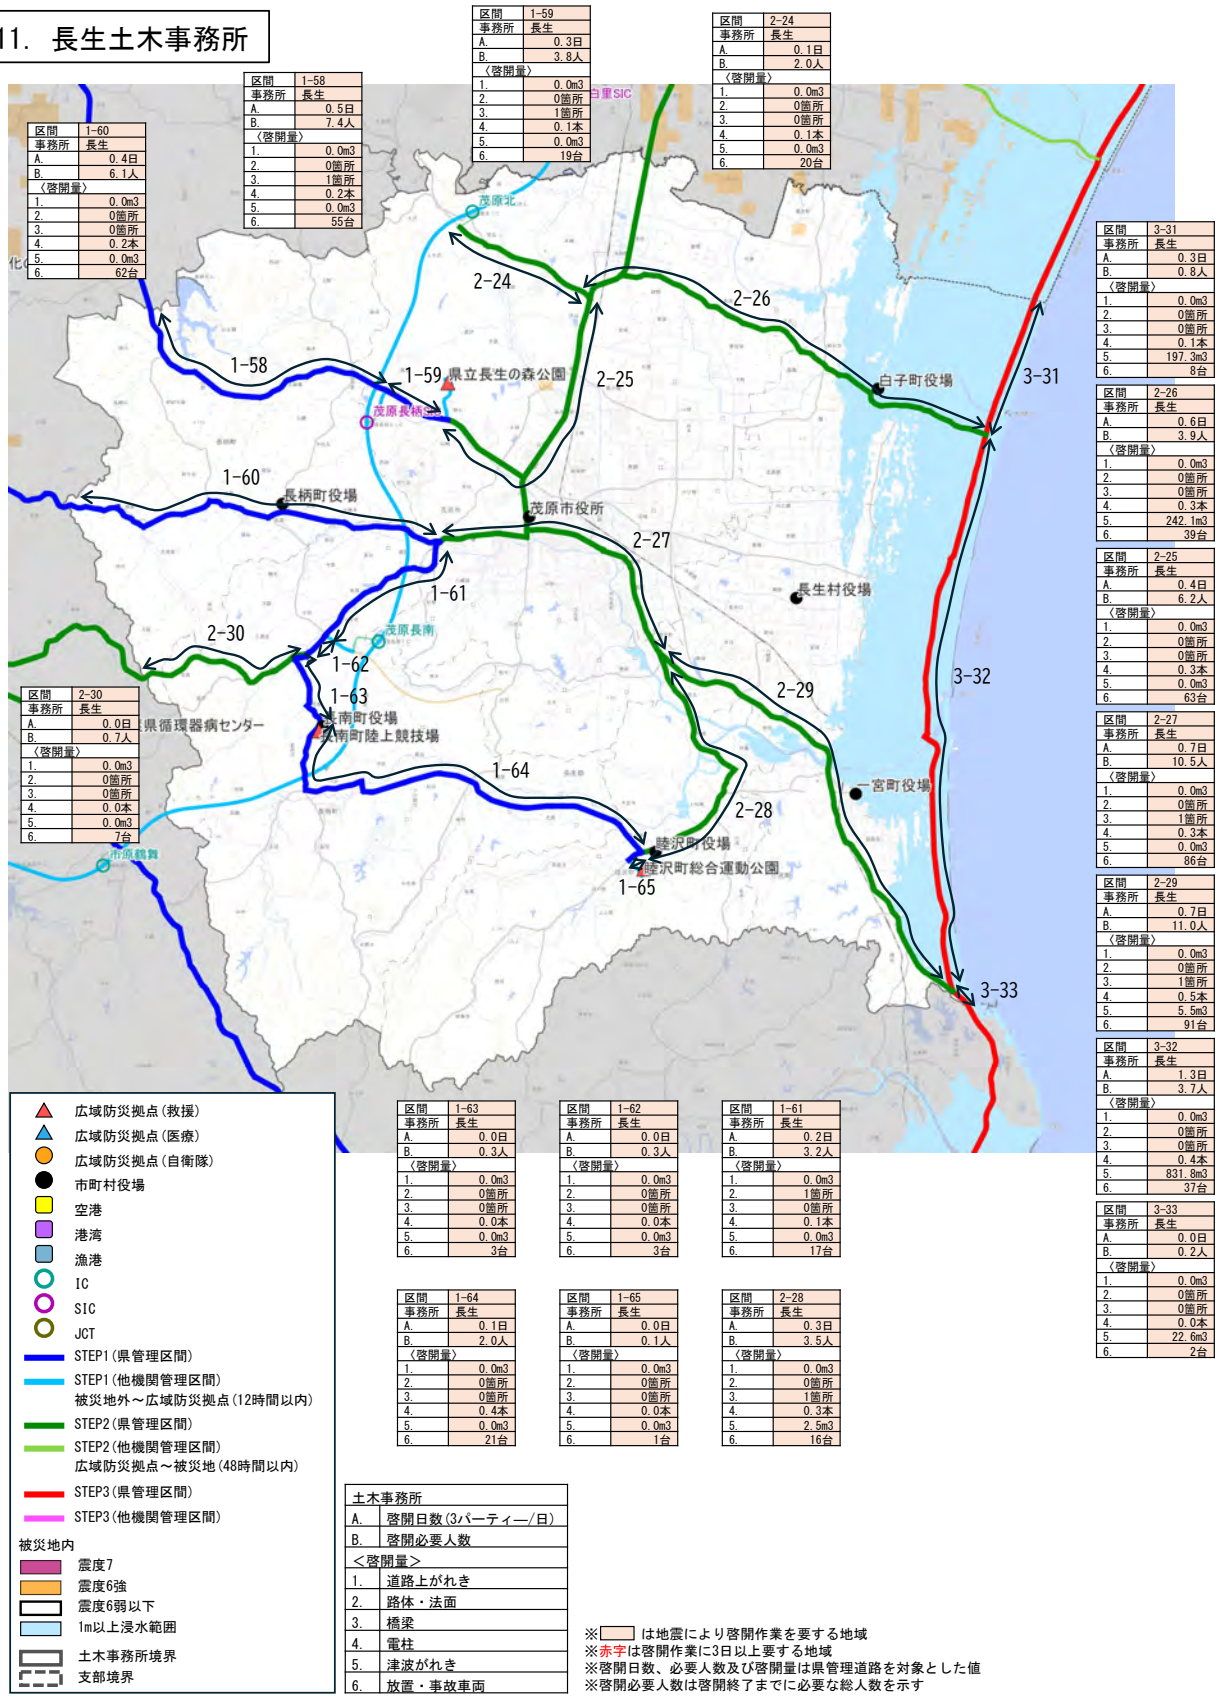 11. 長生土木事務所
区間 1-59
事務所 長生
A. 0.3日
B. 3.8人
〈啓開量〉
1. 0.0m3
2. 0箇所
3. 1箇所
4. 0.1本
5. 0.0m3
6. 19台
区間 2-24
事務所 長生
A. 0.1日
B. 2.0人
〈啓開量〉
1. 0.0m3
2. 0箇所
3. 0箇所
4. 0.1本
5. 0.0m3
6. 20台
区間 1-58
事務所 長生
A. 0.5日
B. 7.4人
〈啓開量〉
1. 0.0m3
2. 0箇所
3. 1箇所
4. 0.2本
5. 0.0m3
6. 55台
区間 1-60
事務所 長生
A. 0.4日
B. 6.1人
〈啓開量〉
1. 0.0m3
2. 0箇所
3. 0箇所
4. 0.2本
5. 0.0m3
6. 62台
白里SIC
茂原北
2-24
2-26
1-58
1-59
県立長生の森公園
2-25
白子町役場
3-31
茂原長柄SIC
1-60
長柄町役場
茂原市役所
2-27
1-61
長生村役場
2-30
茂原長南
1-62
2-29
3-32
1-63
長南町役場
長南町陸上競技場
県循環器病センター
1-64
2-28
一宮町役場
睦沢町役場
睦沢町総合運動公園
1-65
市原鶴舞
3-33
区間 3-31
事務所 長生
A. 0.3日
B. 0.8人
〈啓開量〉
1. 0.0m3
2. 0箇所
3. 0箇所
4. 0.1本
5. 197.3m3
6. 8台
区間 2-26
事務所 長生
A. 0.6日
B. 3.9人
〈啓開量〉
1. 0.0m3
2. 0箇所
3. 0箇所
4. 0.3本
5. 242.1m3
6. 39台
区間 2-25
事務所 長生
A. 0.4日
B. 6.2人
〈啓開量〉
1. 0.0m3
2. 0箇所
3. 0箇所
4. 0.3本
5. 0.0m3
6. 63台
区間 2-27
事務所 長生
A. 0.7日
B. 10.5人
〈啓開量〉
1. 0.0m3
2. 0箇所
3. 1箇所
4. 0.3本
5. 0.0m3
6. 86台
区間 2-29
事務所 長生
A. 0.7日
B. 11.0人
〈啓開量〉
1. 0.0m3
2. 0箇所
3. 1箇所
4. 0.5本
5. 5.5m3
6. 91台
区間 3-32
事務所 長生
A. 1.3日
B. 3.7人
〈啓開量〉
1. 0.0m3
2. 0箇所
3. 0箇所
4. 0.4本
5. 831.8m3
6. 37台
区間 3-33
事務所 長生
A. 0.0日
B. 0.2人
〈啓開量〉
1. 0.0m3
2. 0箇所
3. 0箇所
4. 0.0本
5. 22.6m3
6. 2台
区間 2-30
事務所 長生
A. 0.0日
B. 0.7人
〈啓開量〉
1. 0.0m3
2. 0箇所
3. 0箇所
4. 0.0本
5. 0.0m3
6. 7台
区間 1-63
事務所 長生
A. 0.0日
B. 0.3人
〈啓開量〉
1. 0.0m3
2. 0箇所
3. 0箇所
4. 0.0本
5. 0.0m3
6. 3台
区間 1-62
事務所 長生
A. 0.0日
B. 0.3人
〈啓開量〉
1. 0.0m3
2. 0箇所
3. 0箇所
4. 0.0本
5. 0.0m3
6. 3台
区間 1-61
事務所 長生
A. 0.2日
B. 3.2人
〈啓開量〉
1. 0.0m3
2. 1箇所
3. 0箇所
4. 0.1本
5. 0.0m3
6. 17台
区間 1-64
事務所 長生
A. 0.1日
B. 2.0人
〈啓開量〉
1. 0.0m3
2. 0箇所
3. 0箇所
4. 0.4本
5. 0.0m3
6. 21台
区間 1-65
事務所 長生
A. 0.0日
B. 0.1人
〈啓開量〉
1. 0.0m3
2. 0箇所
3. 0箇所
4. 0.0本
5. 0.0m3
6. 1台
区間 2-28
事務所 長生
A. 0.3日
B. 3.5人
〈啓開量〉
1. 0.0m3
2. 0箇所
3. 1箇所
4. 0.3本
5. 2.5m3
6. 16台
広域防災拠点(救援)
広域防災拠点(医療)
広域防災拠点(自衛隊)
市町村役場
空港
港湾
漁港
IC
SIC
JCT
STEP1(県管理区間)
STEP1(他機関管理区間)
被災地外～広域防災拠点(12時間以内)
STEP2(県管理区間)
STEP2(他機関管理区間)
広域防災拠点～被災地(48時間以内)
STEP3(県管理区間)
STEP3(他機関管理区間)
被災地内
震度7
震度6強
震度6弱以下
1m以上浸水範囲
土木事務所境界
支部境界
土木事務所
A. 啓開日数(3パーティ―/日)
B. 啓開必要人数
＜啓開量＞
1. 道路上がれき
2. 路体・法面
3. 橋梁
4. 電柱
5. 津波がれき
6. 放置・事故車両
※ は地震により啓開作業を要する地域
※赤字は啓開作業に3日以上要する地域
※啓開日数、必要人数及び啓開量は県管理道路を対象とした値
※啓開必要人数は啓開終了までに必要な総人数を示す